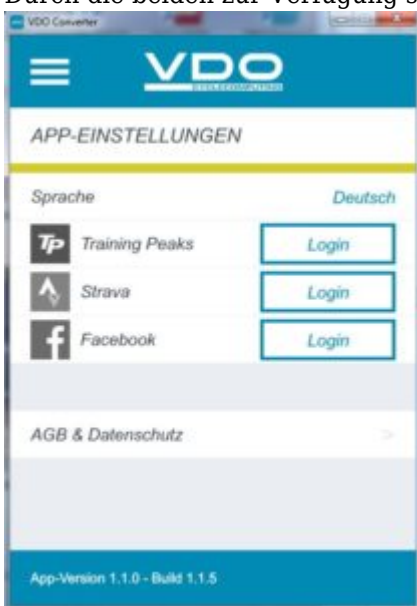 Durch die beiden zur Verfügung s
VDO Converter
VDO
CYCLECOMPUTING
APP-EINSTELLUNGEN
Sprache Deutsch
TP Training Peaks Login
Strava Login
f Facebook Login
AGB & Datenschutz >
App-Version 1.1.0 - Build 1.1.5